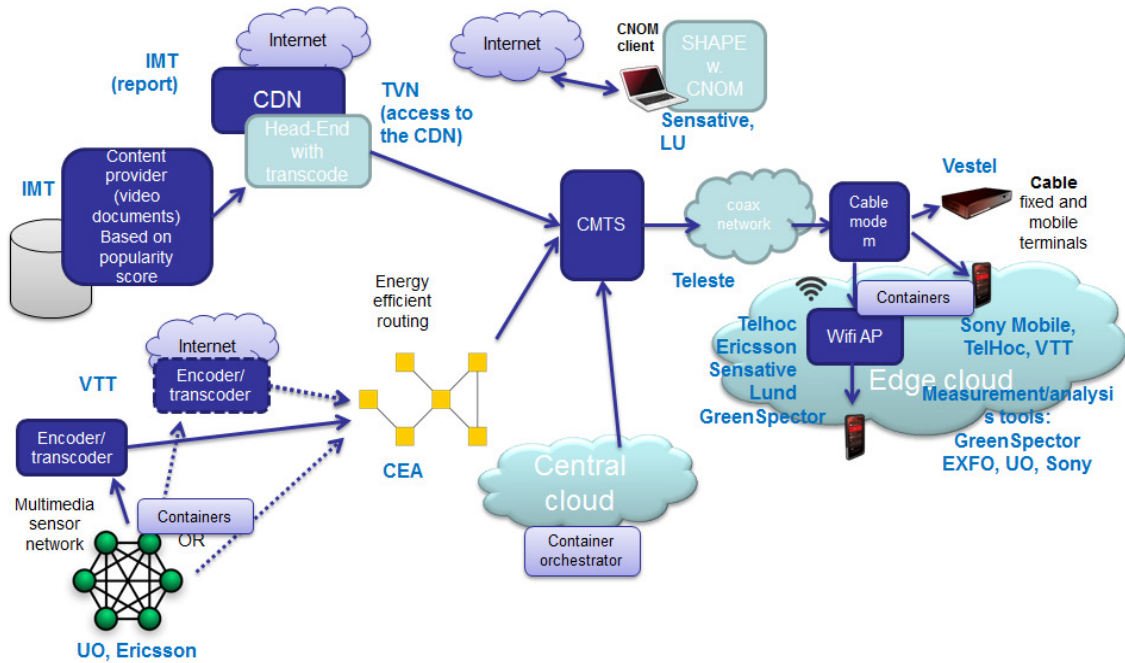 Internet
IMT
(report)
CDN
Head-End
with
transcode
TVN
(access to
the CDN)
Internet
CNOM
client
SHAPE
w.
CNOM
Sensative,
LU
IMT
Content
provider
(video
documents)
Based on
popularity
score
CMTS
coax
network
Teleste
Cable
mode
m
Vestel
Cable
fixed and
mobile
terminals
Energy
efficient
routing
CEA
Containers
Wifi AP
Telhoc
Ericsson
Sensative
Lund
GreenSpector
Sony Mobile,
TelHoc, VTT
Edge cloud
Measurement/analysi
s tools:
GreenSpector
EXFO, UO, Sony
Internet
VTT
Encoder/
transcoder
Encoder/
transcoder
Multimedia
sensor
network
Containers
OR
UO, Ericsson
Central
cloud
Container
orchestrator